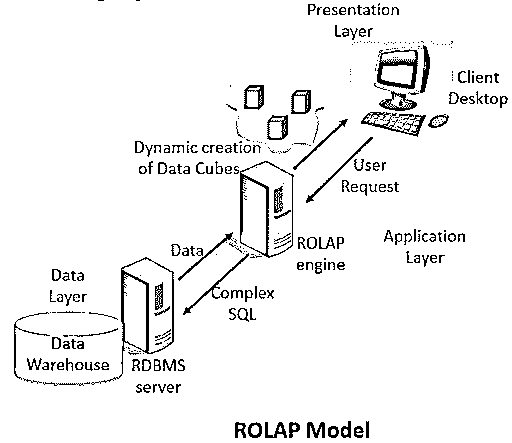 Presentation
Layer
Client
Desktop
Dynamic creation
of Data Cubes
User
Request
ROLAP
engine
Application
Layer
Data
Complex
SQL
Data
Layer
Data
Warehouse
RDBMS
server
ROLAP Model